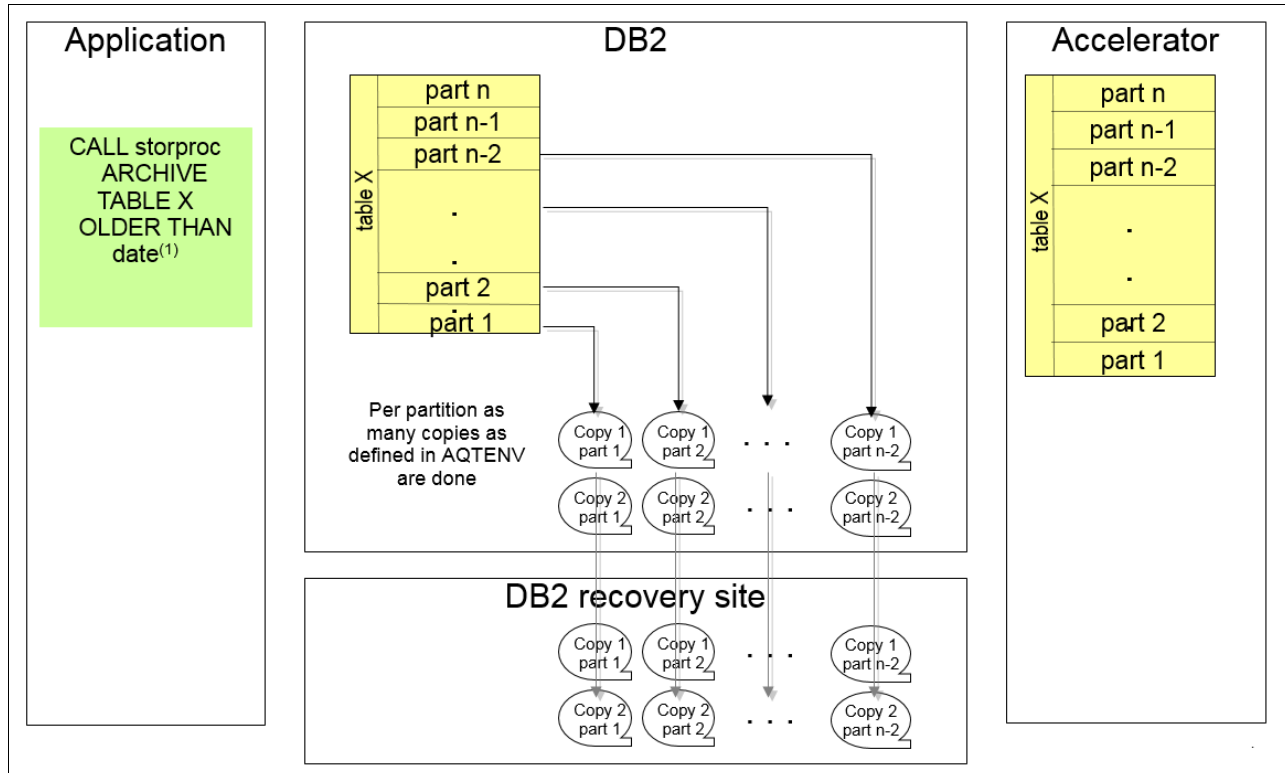 Application
CALL storproc
ARCHIVE
TABLE X
OLDER THAN
date(1)
DB2
table X
part n
part n-1
part n-2
.
.
part 2
.
part 1
Per partition as
many copies as
defined in AQTENV
are done
Copy 1
part 1
Copy 1
part 2
. . .
Copy 1
part n-2
Copy 2
part 1
Copy 2
part 2
. . .
Copy 2
part n-2
DB2 recovery site
Copy 1
part 1
Copy 1
part 2
. . .
Copy 1
part n-2
Copy 2
part 1
Copy 2
part 2
. . .
Copy 2
part n-2
Accelerator
table X
part n
part n-1
part n-2
.
.
part 2
part 1